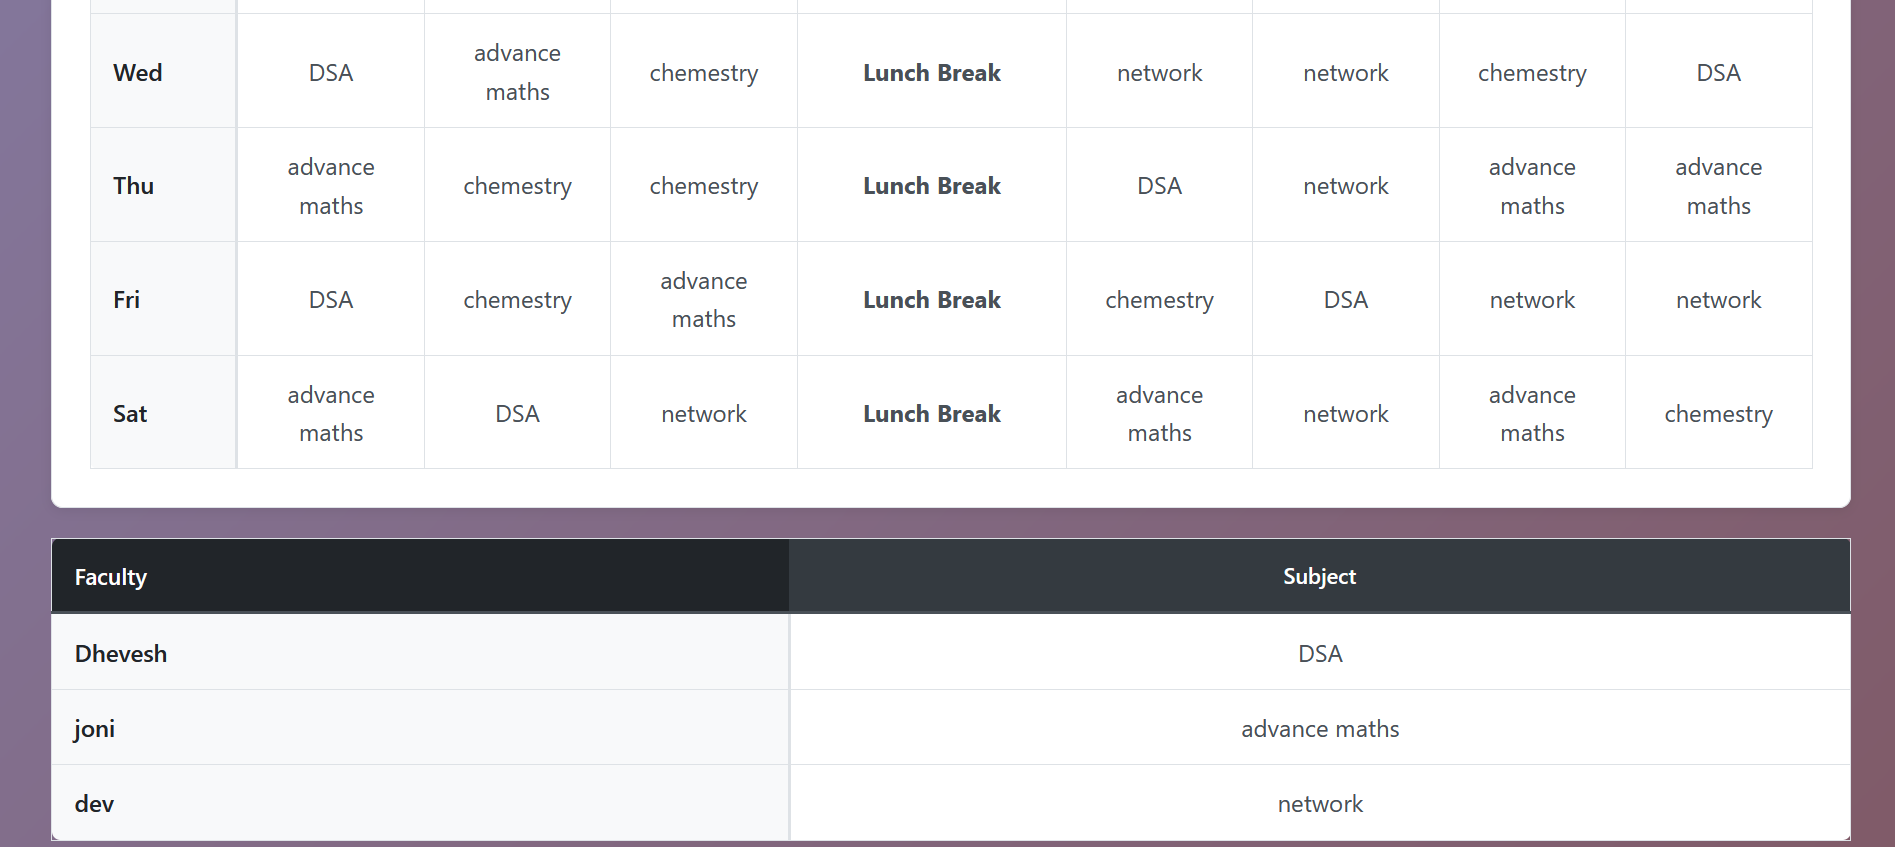 Wed DSA advance maths chemestry Lunch Break network network chemestry DSA
Thu advance maths chemestry chemestry Lunch Break DSA network advance maths advance maths
Fri DSA chemestry advance maths Lunch Break chemestry DSA network network
Sat advance maths DSA network Lunch Break advance maths network advance maths chemestry
Faculty Subject
Dhevesh DSA
joni advance maths
dev network